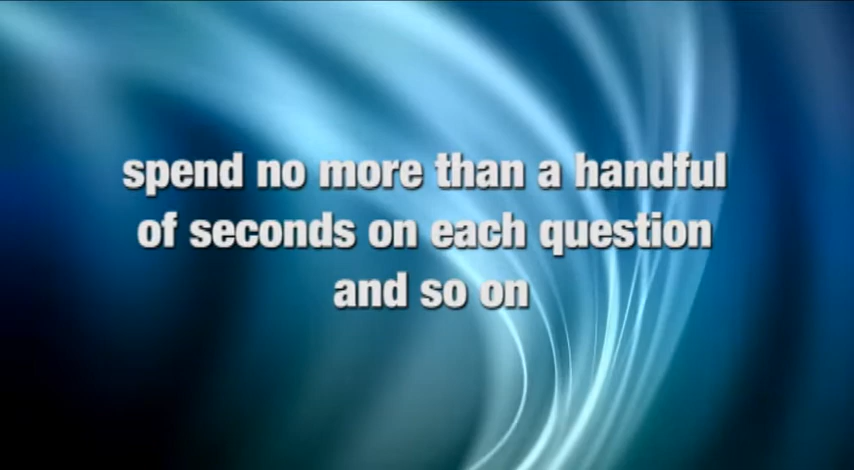 spend no more than a handful
of seconds on each question
and so on